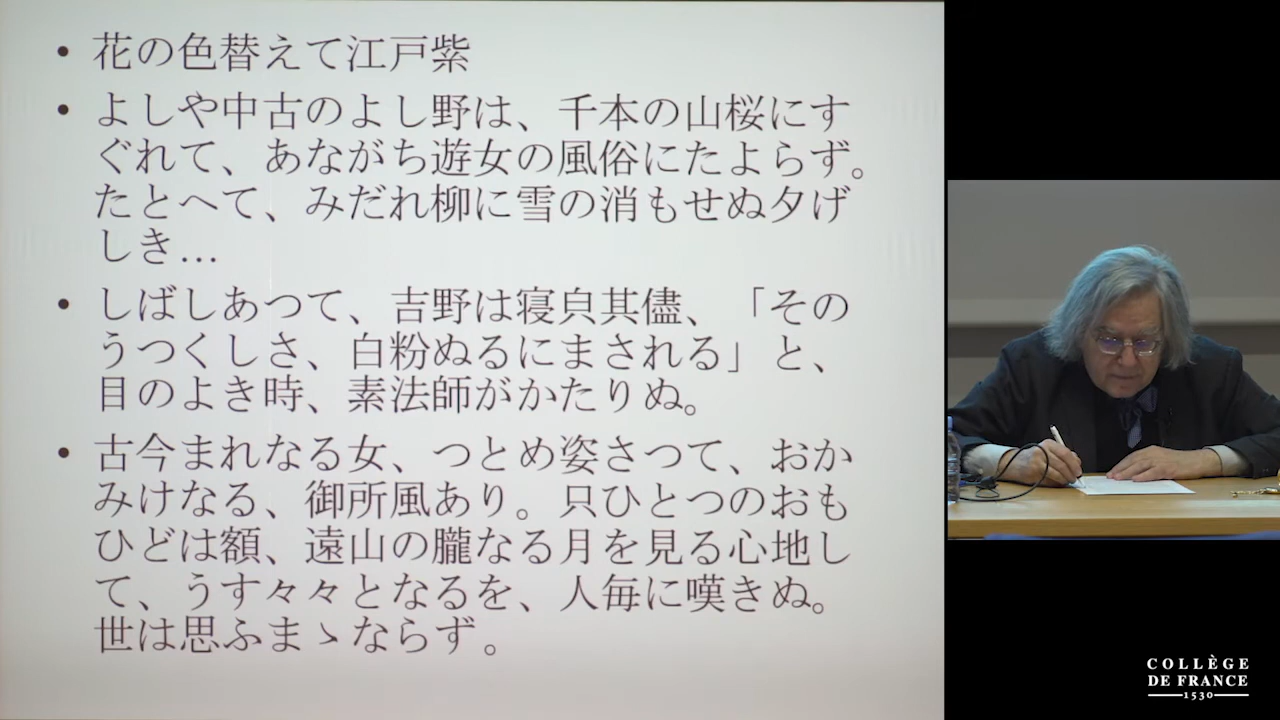 • 花の色替えて江戸紫
• よしや中古のよし野は、千本の山桜にす
ぐれて、あながち遊女の風俗にたよらず。
たとへて、みだれ柳に雪の消もせぬ夕げ
しき…
• しばしあつて、吉野は寝㒵其儘、「その
うつくしさ、白粉ぬるにまされる」と、
目のよき時、素法師がかたりぬ。
• 古今まれなる女、つとめ姿さつて、おか
みけなる、御所風あり。只ひとつのおも
ひどは額、遠山の朧なる月を見る心地し
て、うす々々となるを、人毎に嘆きぬ。
世は思ふまゝならず。
COLLÈGE
DE FRANCE
1530